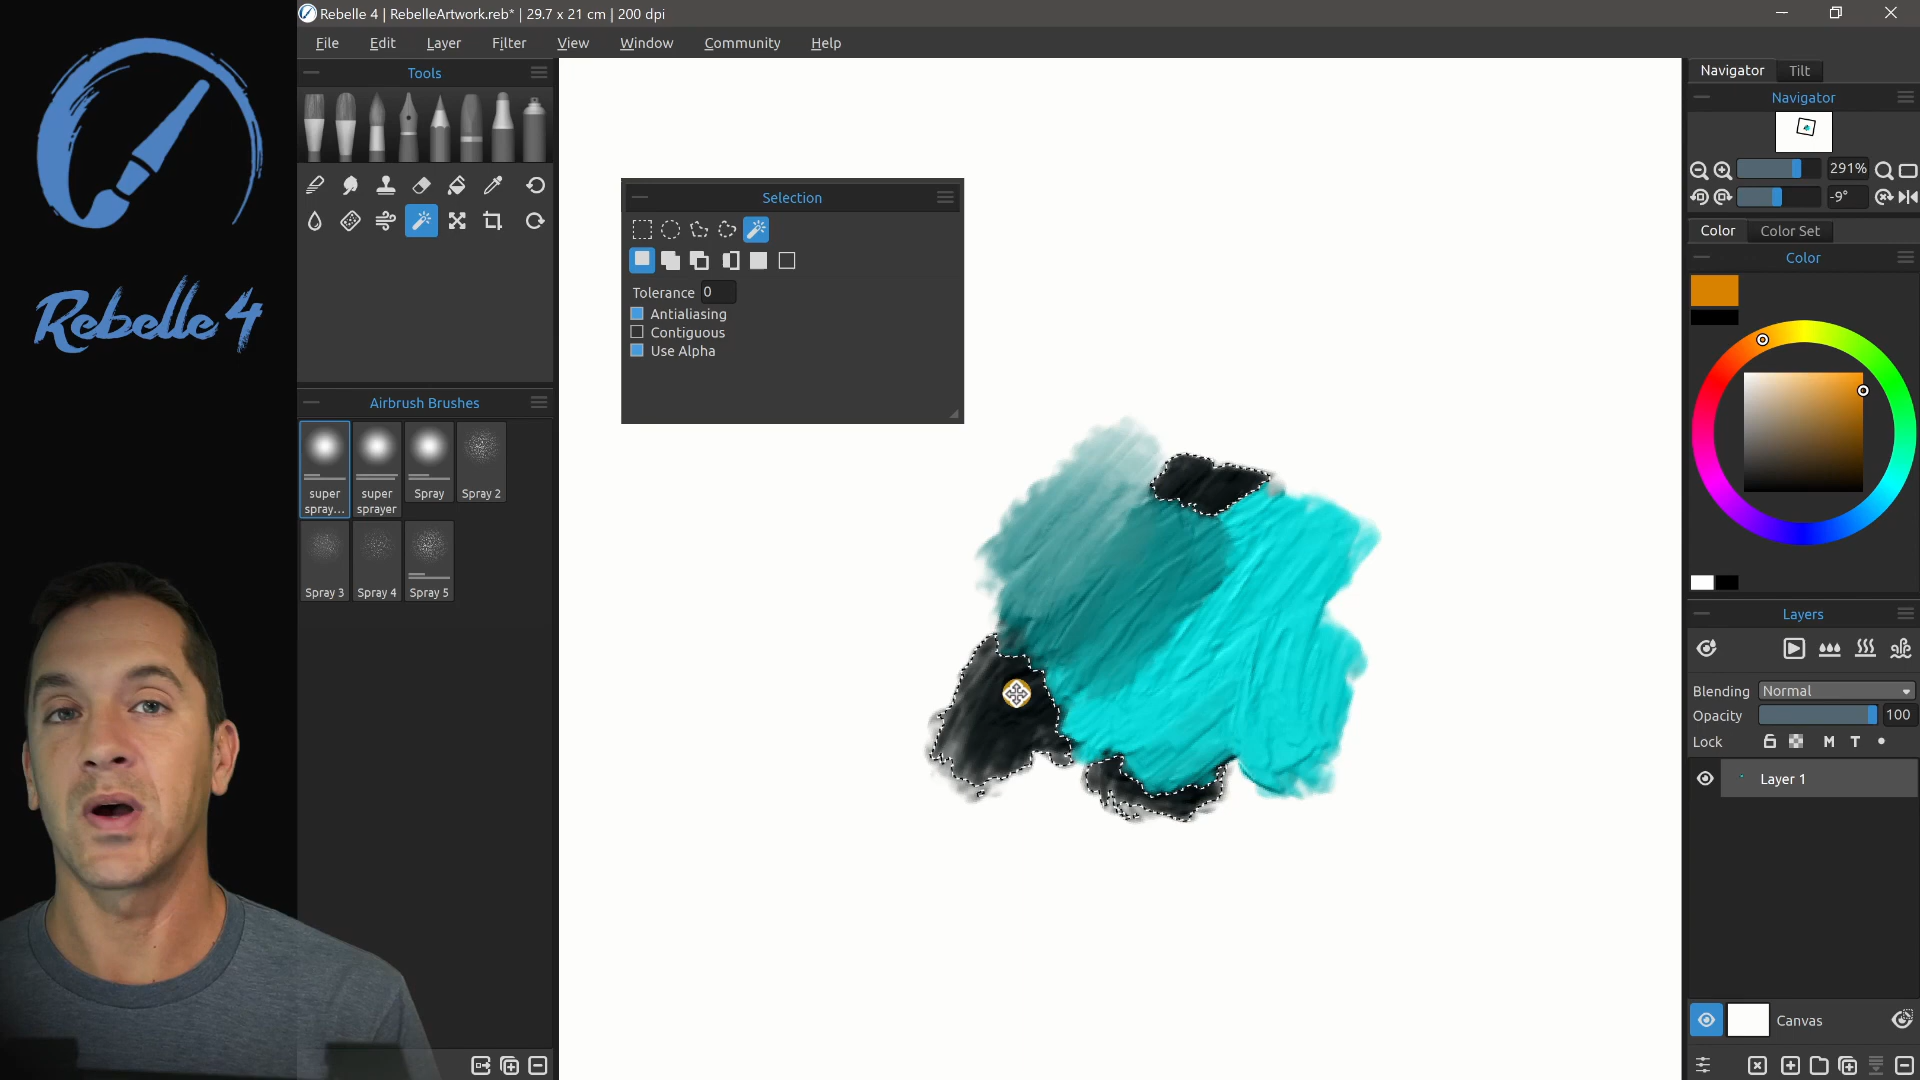 Rebelle 4 | RebelleArtwork.reb* | 29.7 x 21 cm | 200 dpi
File Edit Layer Filter View Window Community Help
Rebelle 4
Tools
Airbrush Brushes
super spray...
super sprayer
Spray
Spray 2
Spray 3
Spray 4
Spray 5
Selection
Tolerance 0
Antialiasing
Contiguous
Use Alpha
Navigator Tilt
Navigator
291%
-9°
Color Color Set
Color
Layers
Blending Normal
Opacity 100
Lock M T
Layer 1
Canvas